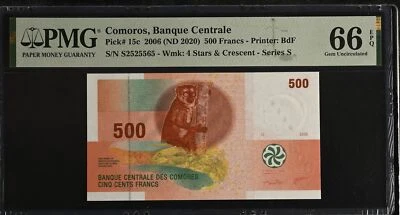 PMG
PAPER MONEY GUARANTY
Comoros, Banque Centrale
Pick# 15c 2006 (ND 2020) 500 Francs - Printer: BdF
S/N S2525565 - Wmk: 4 Stars & Crescent - Series S
66 EPQ
Gem Uncirculated
500
500
BANQUE CENTRALE DES COMORES
CINQ CENTS FRANCS